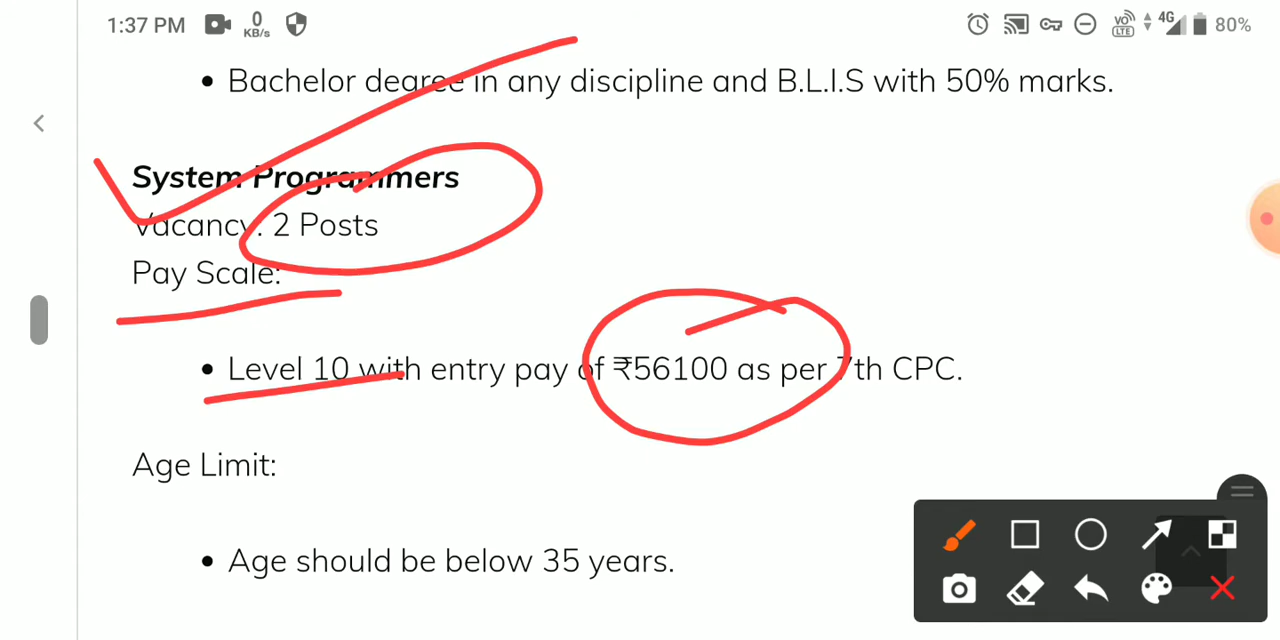 1:37 PM 0 KB/s VO LTE 4G 80%
• Bachelor degree in any discipline and B.L.I.S with 50% marks.
System Programmers
Vacancy: 2 Posts
Pay Scale:
• Level 10 with entry pay of ₹56100 as per 7th CPC.
Age Limit:
• Age should be below 35 years.